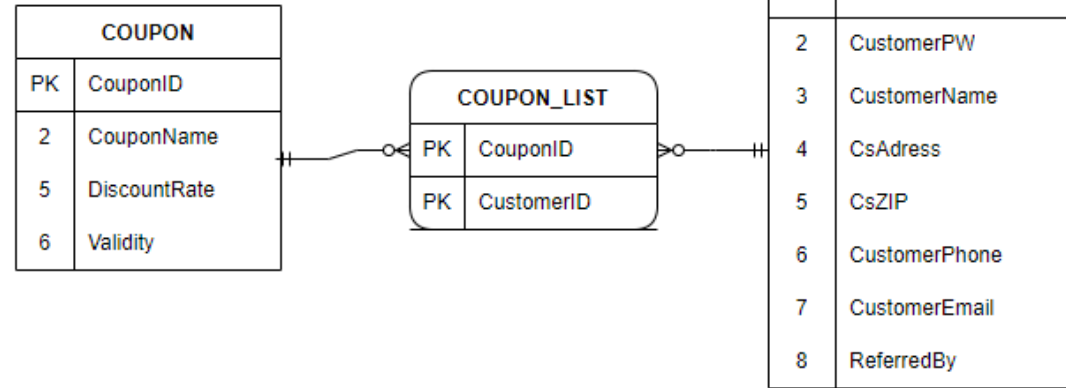 COUPON
PK CouponID
2 CouponName
5 DiscountRate
6 Validity
COUPON_LIST
PK CouponID
PK CustomerID
2 CustomerPW
3 CustomerName
4 CsAdress
5 CsZIP
6 CustomerPhone
7 CustomerEmail
8 ReferredBy